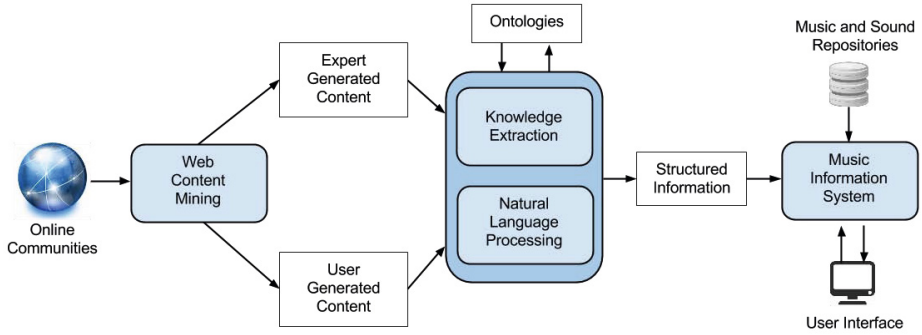 Online
Communities
Web
Content
Mining
Expert
Generated
Content
User
Generated
Content
Ontologies
Knowledge
Extraction
Natural
Language
Processing
Structured
Information
Music and Sound
Repositories
Music
Information
System
User Interface